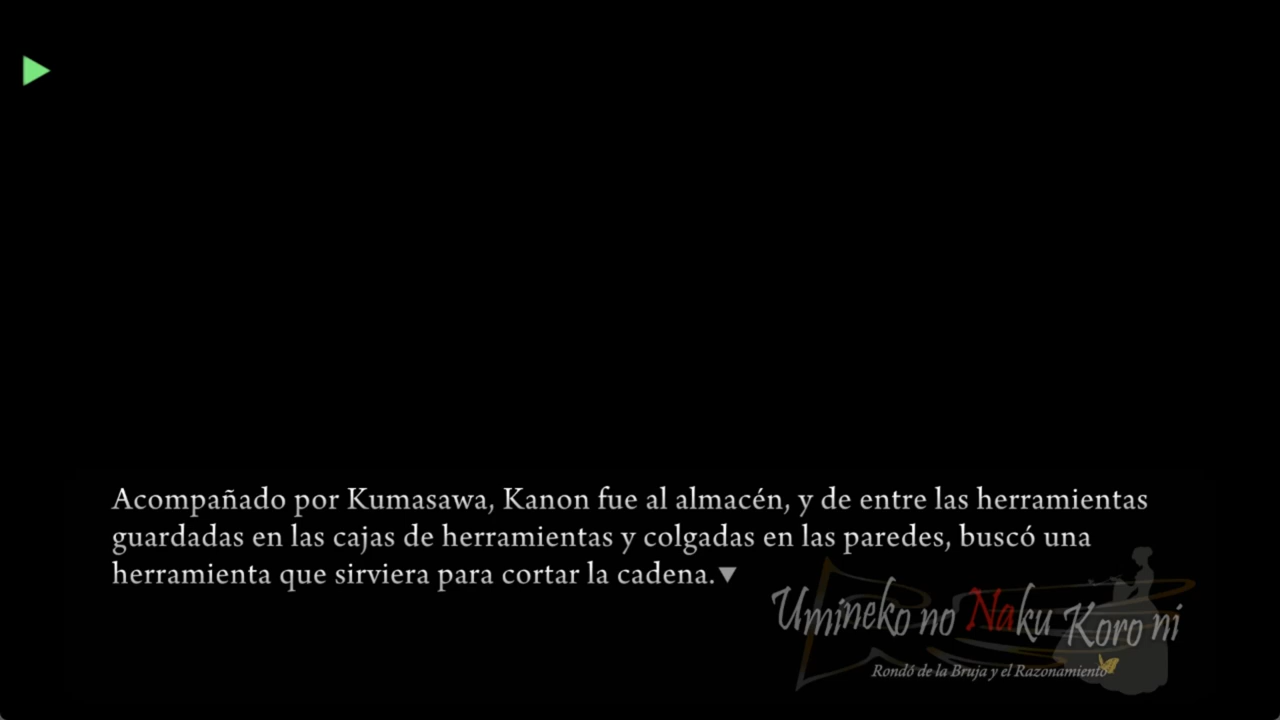 Acompañado por Kumasawa, Kanon fue al almacén, y de entre las herramientas
guardadas en las cajas de herramientas y colgadas en las paredes, buscó una
herramienta que sirviera para cortar la cadena.
Umineko no Naku Koro ni
Rondó de la Bruja y el Razonamiento